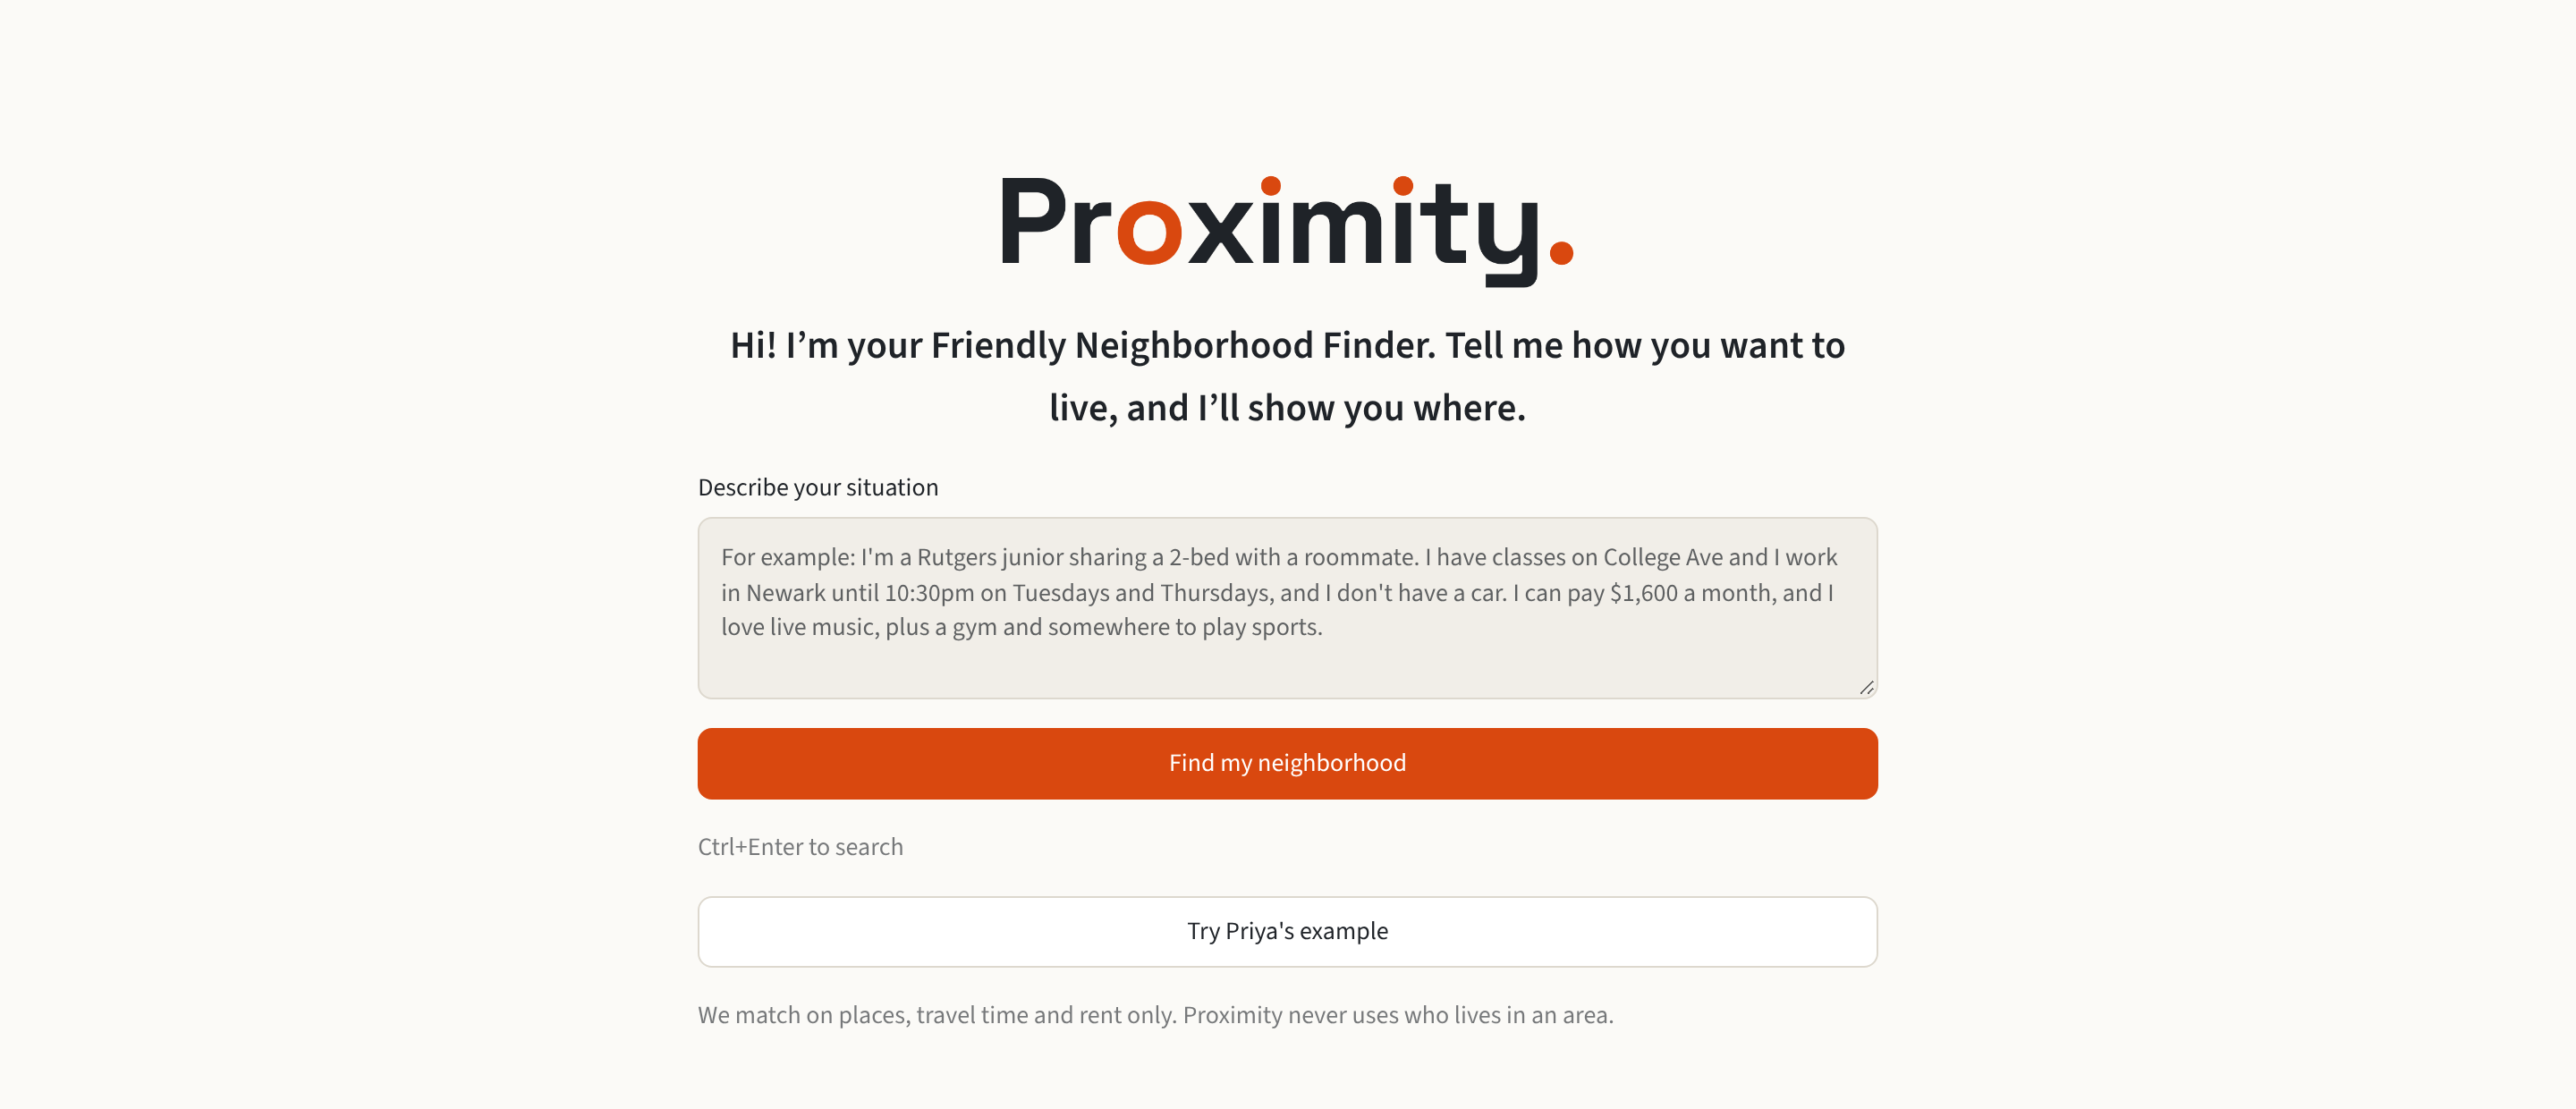 Proximity.
Hi! I’m your Friendly Neighborhood Finder. Tell me how you want to
live, and I’ll show you where.
Describe your situation
For example: I'm a Rutgers junior sharing a 2-bed with a roommate. I have classes on College Ave and I work
in Newark until 10:30pm on Tuesdays and Thursdays, and I don't have a car. I can pay $1,600 a month, and I
love live music, plus a gym and somewhere to play sports.
Find my neighborhood
Ctrl+Enter to search
Try Priya's example
We match on places, travel time and rent only. Proximity never uses who lives in an area.